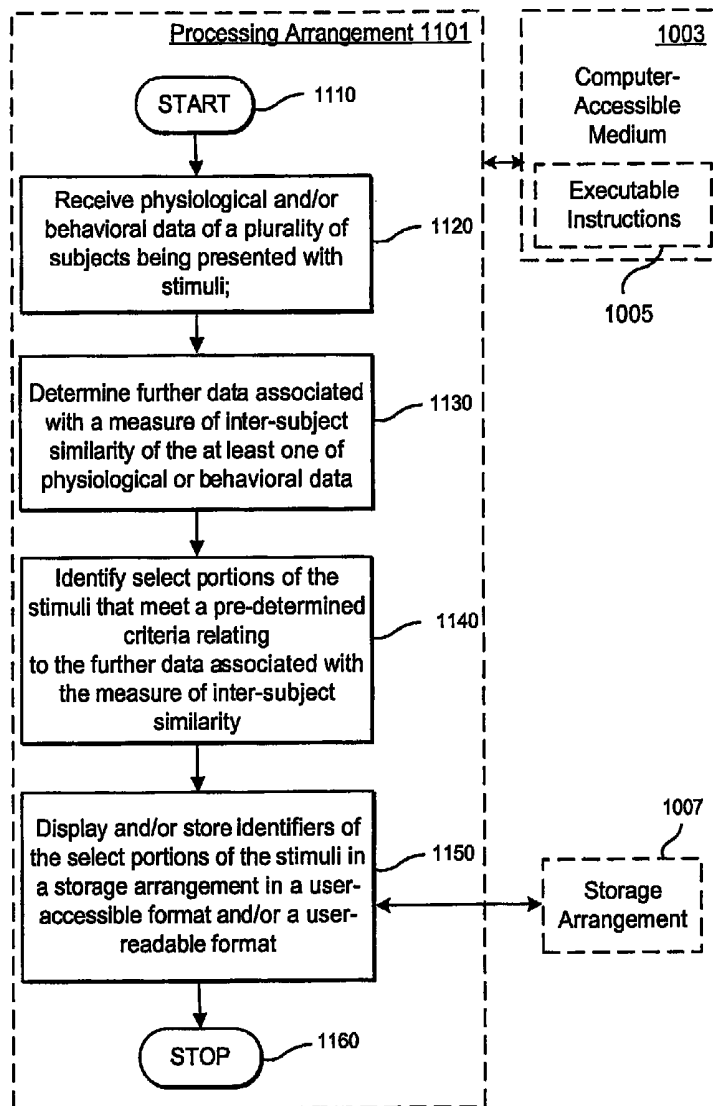 Processing Arrangement 1101
START
1110
Receive physiological and/or
behavioral data of a plurality of
subjects being presented with
stimuli;
1120
Determine further data associated
with a measure of inter-subject
similarity of the at least one of
physiological or behavioral data
1130
Identify select portions of the
stimuli that meet a pre-determined
criteria relating
to the further data associated with
the measure of inter-subject
similarity
1140
Display and/or store identifiers of
the select portions of the stimuli in
a storage arrangement in a user-
accessible format and/or a user-
readable format
1150
STOP
1160
1003
Computer-
Accessible
Medium
Executable
Instructions
1005
1007
Storage
Arrangement